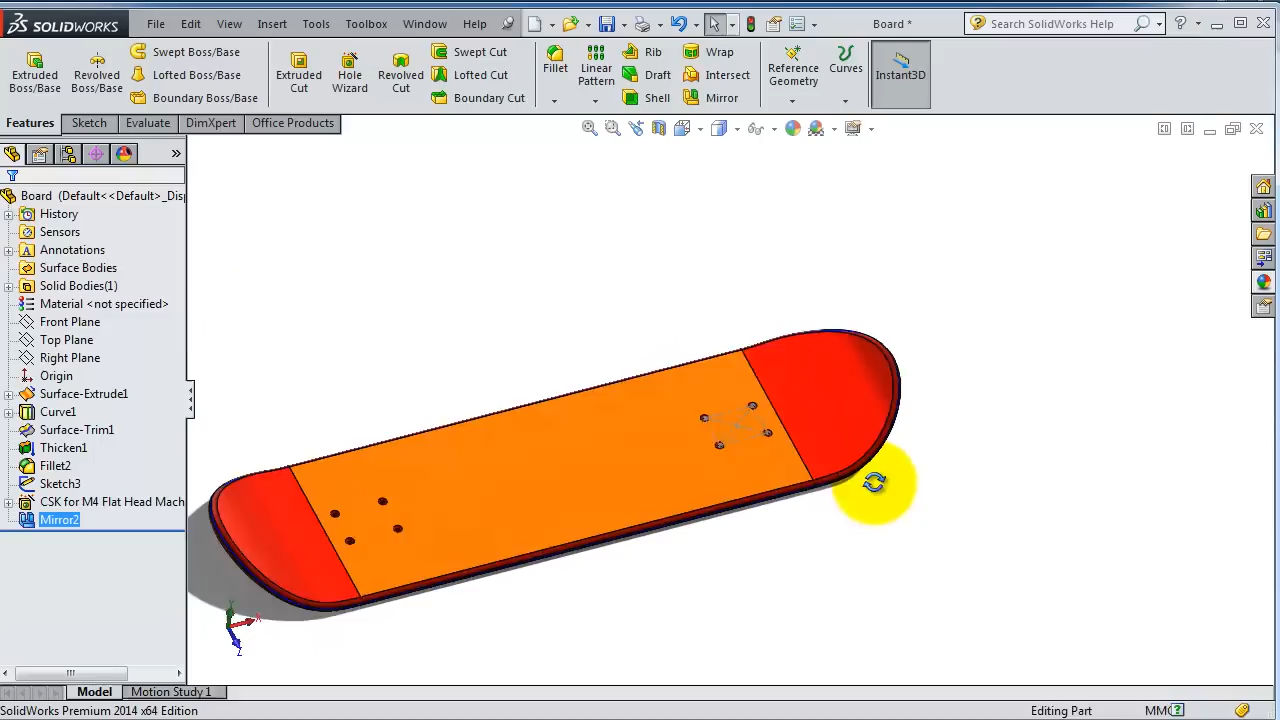 SOLIDWORKS File Edit View Insert Tools Toolbox Window Help Board * Search SolidWorks Help
Extruded Boss/Base
Revolved Boss/Base
Swept Boss/Base
Lofted Boss/Base
Boundary Boss/Base
Extruded Cut
Hole Wizard
Revolved Cut
Swept Cut
Lofted Cut
Boundary Cut
Fillet
Linear Pattern
Rib
Draft
Shell
Wrap
Intersect
Mirror
Reference Geometry
Curves
Instant3D
Features Sketch Evaluate DimXpert Office Products
Board (Default<<Default>_Disp
History
Sensors
Annotations
Surface Bodies
Solid Bodies(1)
Material <not specified>
Front Plane
Top Plane
Right Plane
Origin
Surface-Extrude1
Curve1
Surface-Trim1
Thicken1
Fillet2
Sketch3
CSK for M4 Flat Head Mach
Mirror2
Y
X
Z
Model Motion Study 1
SolidWorks Premium 2014 x64 Edition Editing Part